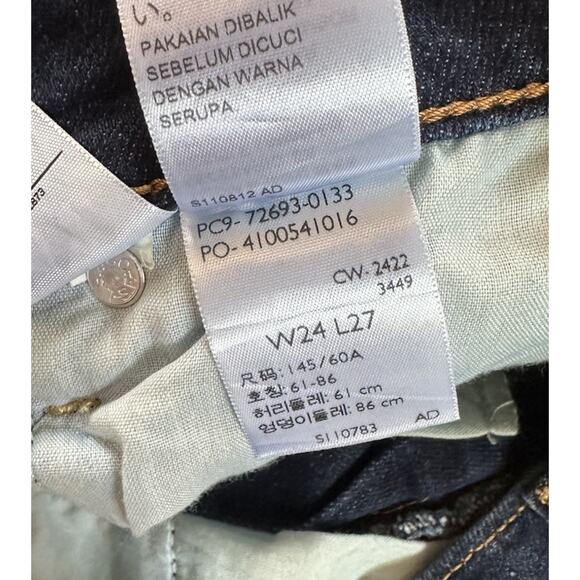 い。
PAKAIAN DIBALIK
SEBELUM DICUCI
DENGAN WARNA
SERUPA
S110812 AD
PC9- 72693-0133
PO- 4100541016
CW- 2422
3449
W24 L27
尺码: 145/60A
호칭: 61-86
허리둘레: 61 cm
엉덩이둘레: 86 cm
S110783 AD